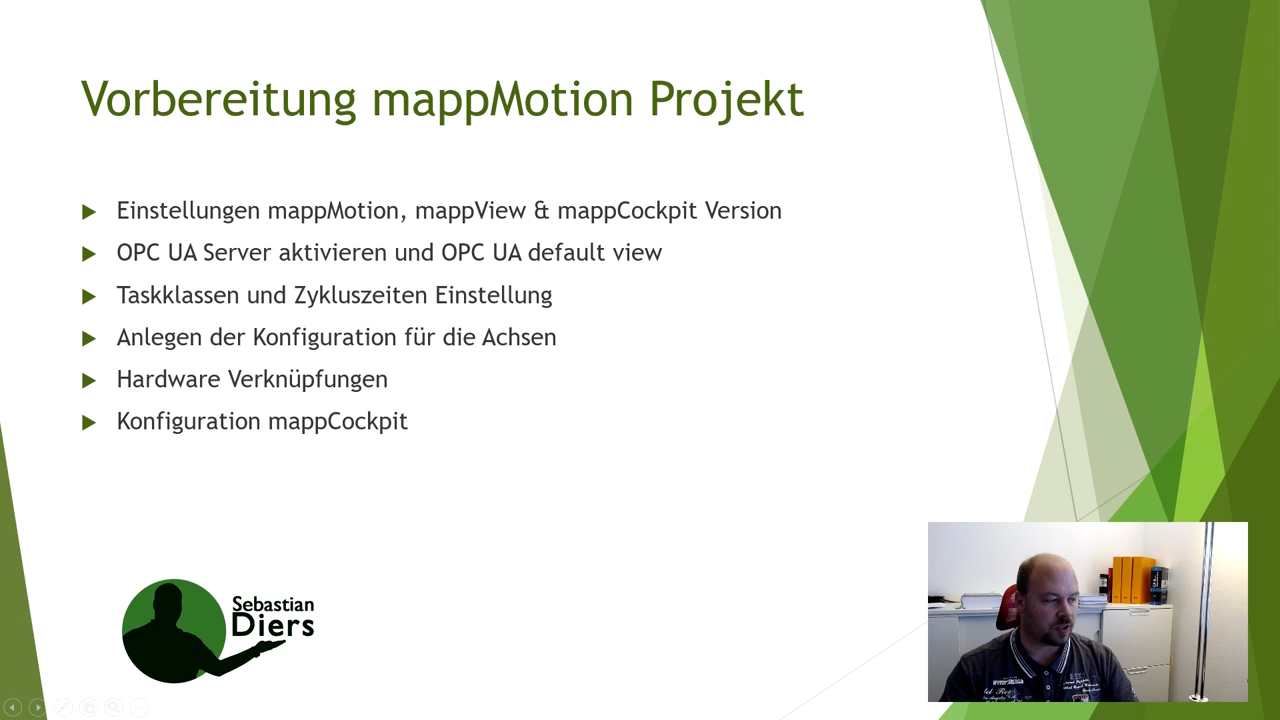 Vorbereitung mappMotion Projekt
Einstellungen mappMotion, mappView & mappCockpit Version
OPC UA Server aktivieren und OPC UA default view
Taskklassen und Zykluszeiten Einstellung
Anlegen der Konfiguration für die Achsen
Hardware Verknüpfungen
Konfiguration mappCockpit
Sebastian
Diers